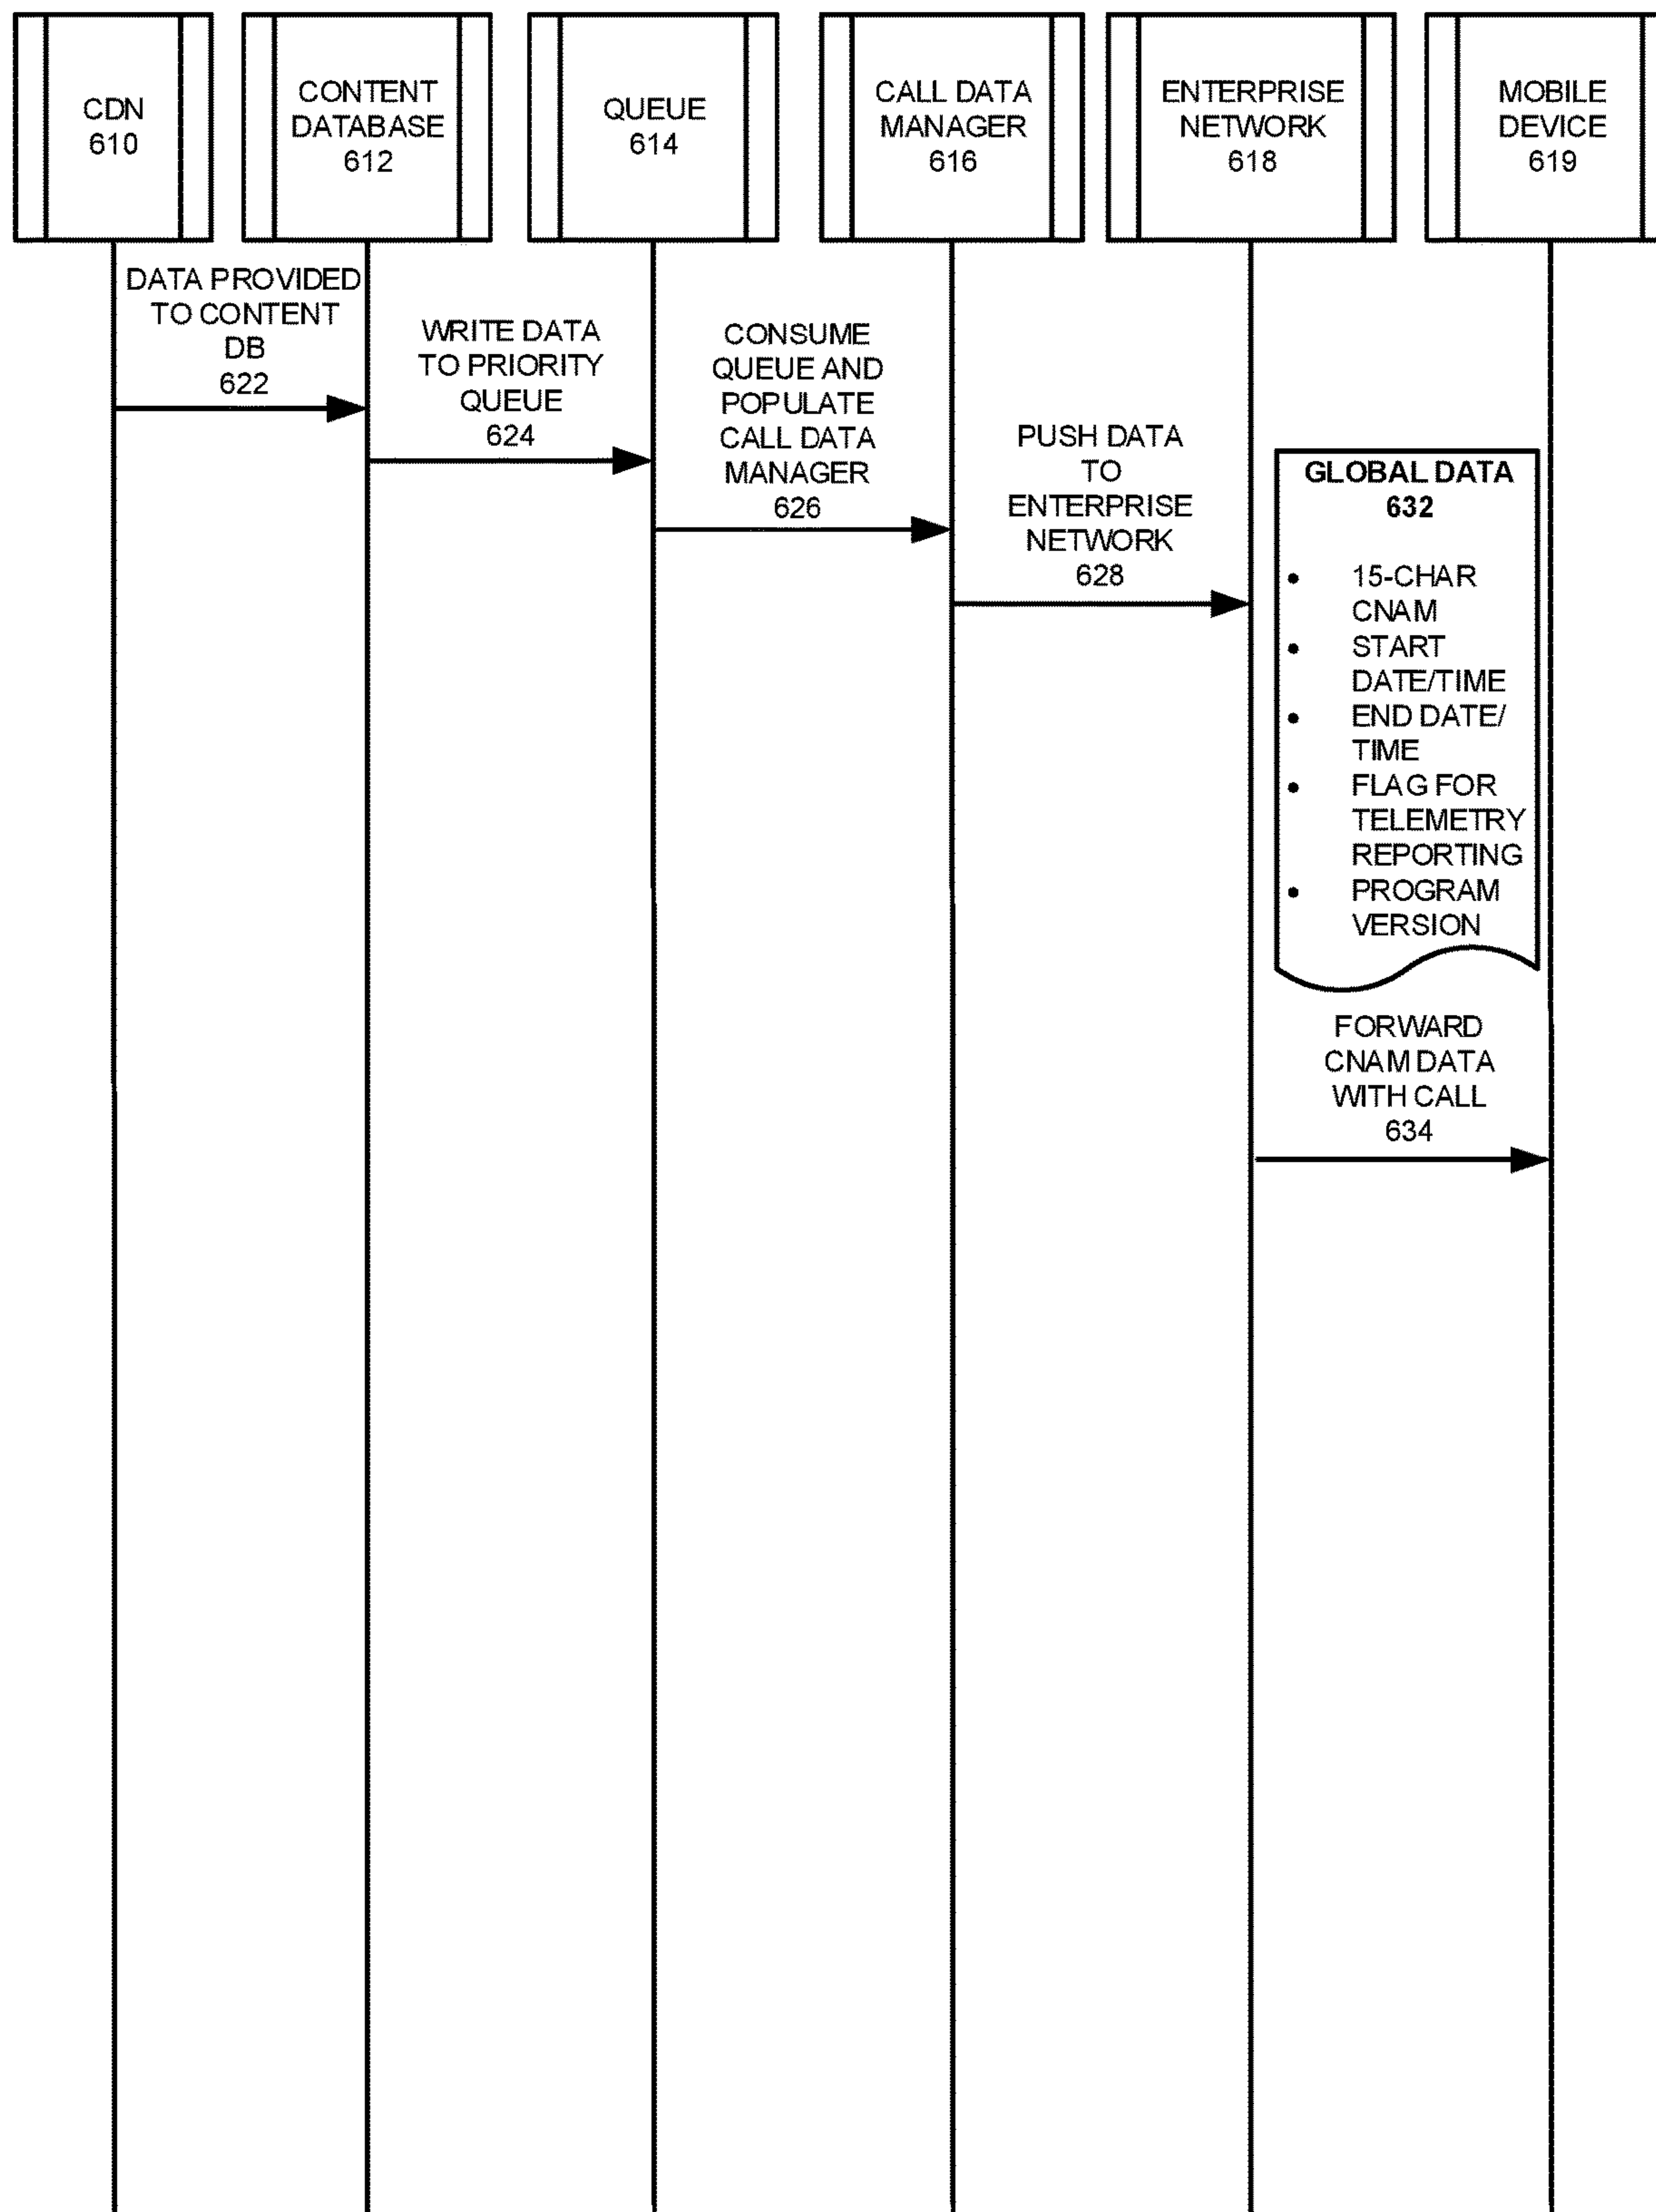 CDN
610
CONTENT
DATABASE
612
QUEUE
614
CALL DATA
MANAGER
616
ENTERPRISE
NETWORK
618
MOBILE
DEVICE
619
DATA PROVIDED
TO CONTENT
DB
622
WRITE DATA
TO PRIORITY
QUEUE
624
CONSUME
QUEUE AND
POPULATE
CALL DATA
MANAGER
626
PUSH DATA
TO
ENTERPRISE
NETWORK
628
GLOBAL DATA
632
• 15-CHAR
CNAM
• START
DATE/TIME
• END DATE/
TIME
• FLAG FOR
TELEMETRY
REPORTING
• PROGRAM
VERSION
FORWARD
CNAM DATA
WITH CALL
634